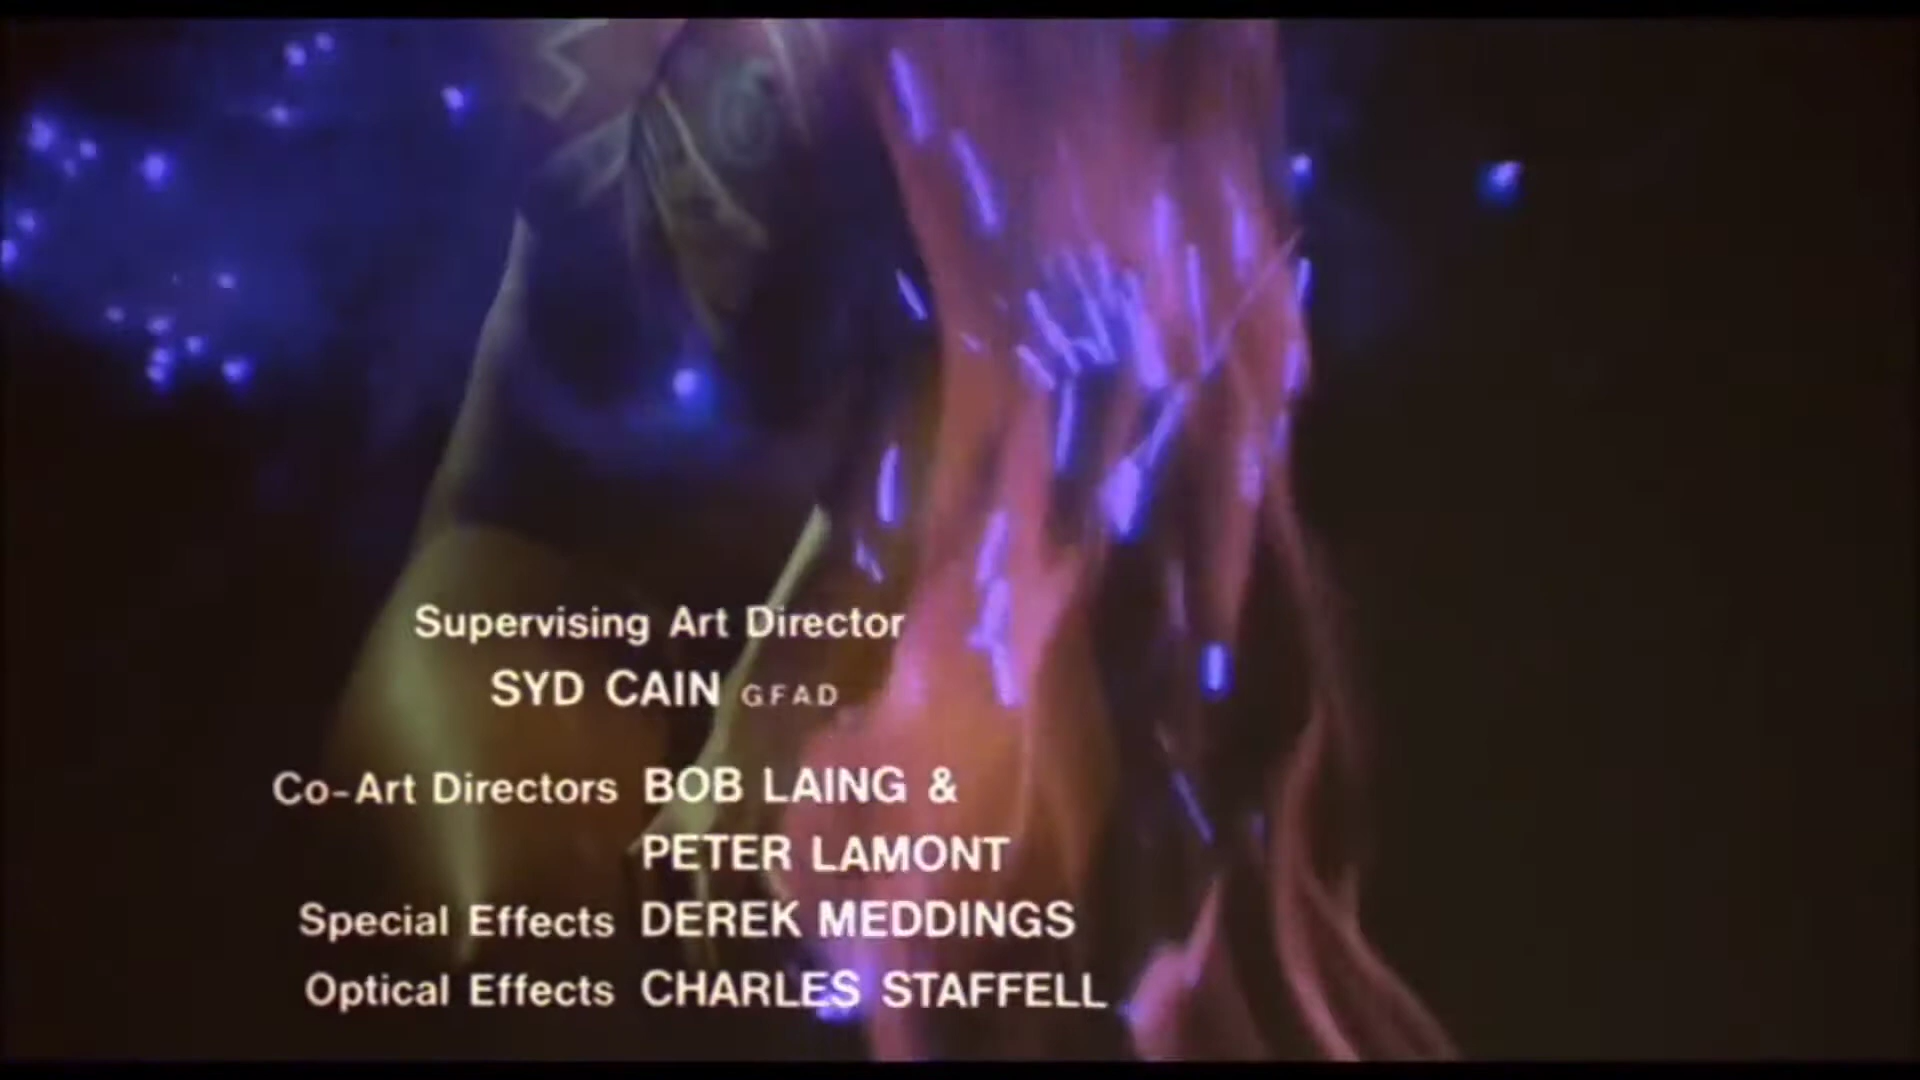 Supervising Art Director
SYD CAIN G.F.A.D
Co-Art Directors BOB LAING &
PETER LAMONT
Special Effects DEREK MEDDINGS
Optical Effects CHARLES STAFFELL